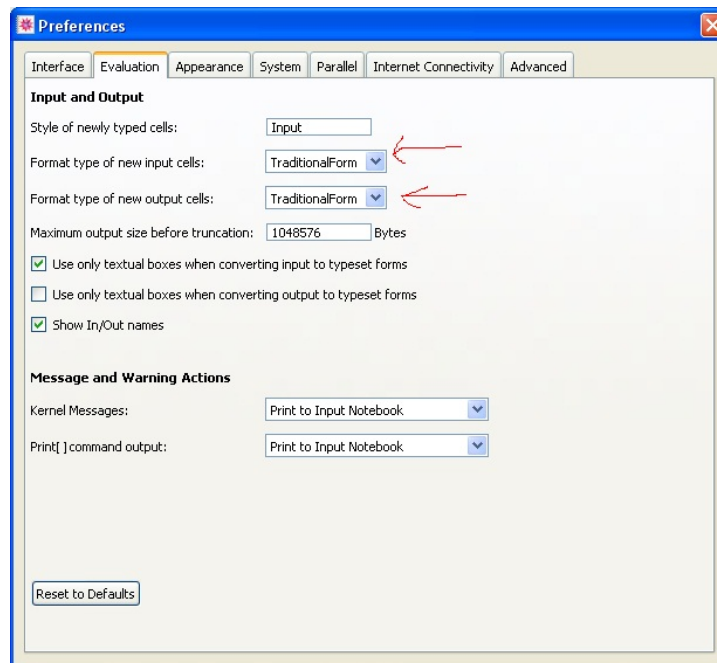 Preferences
Interface Evaluation Appearance System Parallel Internet Connectivity Advanced
Input and Output
Style of newly typed cells: Input
Format type of new input cells: TraditionalForm
Format type of new output cells: TraditionalForm
Maximum output size before truncation: 1048576 Bytes
Use only textual boxes when converting input to typeset forms
Use only textual boxes when converting output to typeset forms
Show In/Out names
Message and Warning Actions
Kernel Messages: Print to Input Notebook
Print[ ] command output: Print to Input Notebook
Reset to Defaults